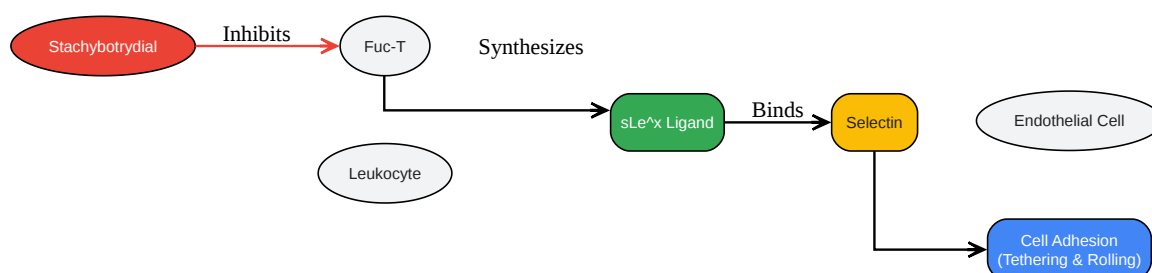 Stachybotrydial
Inhibits
Fuc-T
Synthesizes
sLe^x Ligand
Binds
Selectin
Endothelial Cell
Leukocyte
Cell Adhesion
(Tethering & Rolling)